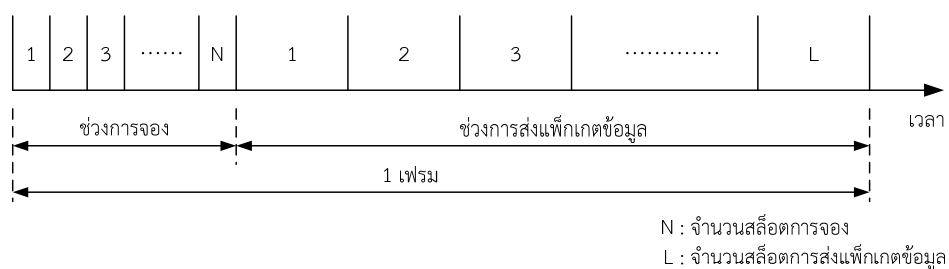 1 2 3 ...... N 1 2 3 ............. L
เวลา
ช่วงการจอง ช่วงการส่งแพ็กเกตข้อมูล
1 เฟรม
N : จำนวนสล็อตการจอง
L : จำนวนสล็อตการส่งแพ็กเกตข้อมูล